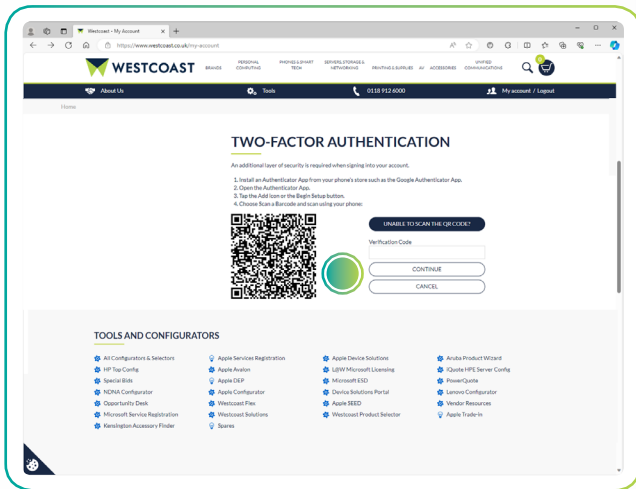 Westcoast - My Account
https://www.westcoast.co.uk/my-account
WESTCOAST
BRANDS
PERSONAL COMPUTING
PHONES & SMART TECH
SERVERS, STORAGE & NETWORKING
PRINTING & SUPPLIES
AV
ACCESSORIES
UNIFIED COMMUNICATIONS
0
About Us
Tools
0118 912 6000
My account / Logout
Home
TWO-FACTOR AUTHENTICATION
An additional layer of security is required when signing into your account.
1. Install an Authenticator App from your phone's store such as the Google Authenticator App.
2. Open the Authenticator App.
3. Tap the Add icon or the Begin Setup button.
4. Choose Scan a Barcode and scan using your phone:
UNABLE TO SCAN THE QR CODE?
Verification Code
CONTINUE
CANCEL
TOOLS AND CONFIGURATORS
All Configurators & Selectors
HP Top Config
Special Bids
NDNA Configurator
Opportunity Desk
Microsoft Service Registration
Kensington Accessory Finder
Apple Services Registration
Apple Avalon
Apple DEP
Apple Configurator
Westcoast Flex
Westcoast Solutions
Spares
Apple Device Solutions
L@W Microsoft Licensing
Microsoft ESD
Device Solutions Portal
Apple SEED
Westcoast Product Selector
Aruba Product Wizard
iQuote HPE Server Config
PowerQuote
Lenovo Configurator
Vendor Resources
Apple Trade-in